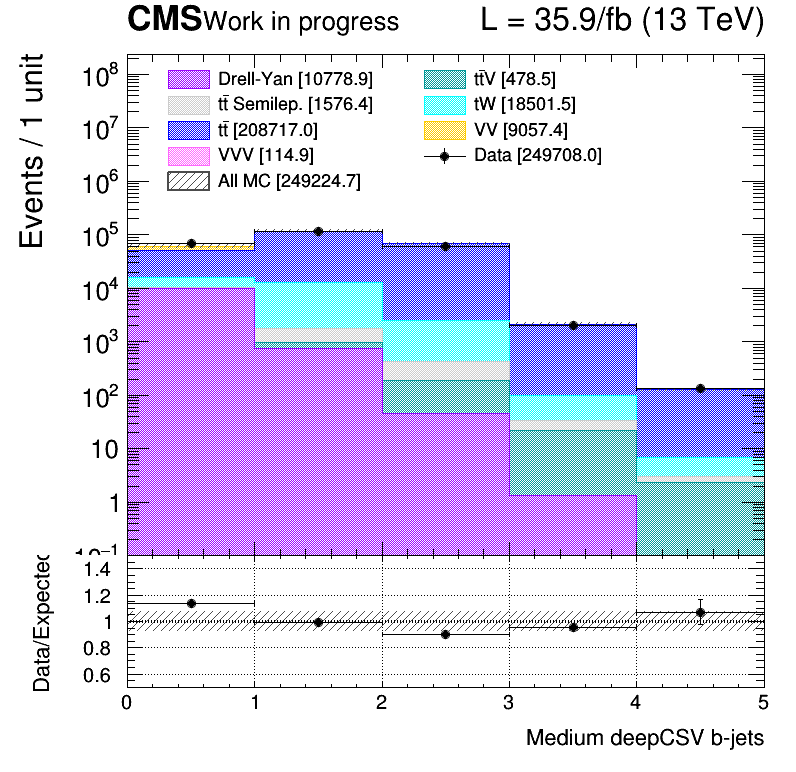 CMS Work in progress L = 35.9/fb (13 TeV)
Events / 1 unit
10⁸
10⁷
10⁶
10⁵
10⁴
10³
10²
10
1
10⁻¹
Drell-Yan [10778.9]
tt̄ Semilep. [1576.4]
tt̄ [208717.0]
VVV [114.9]
All MC [249224.7]
tt̄V [478.5]
tW [18501.5]
VV [9057.4]
Data [249708.0]
Data/Expected
1.4
1.2
1
0.8
0.6
0 1 2 3 4 5
Medium deepCSV b-jets